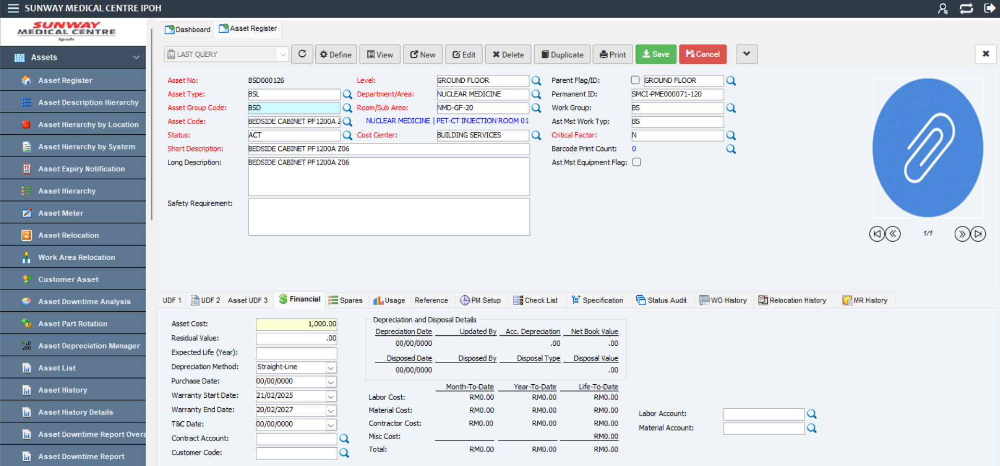 SUNWAY MEDICAL CENTRE IPOH
SUNWAY
MEDICAL CENTRE
Ipoh
Assets
Asset Register
Asset Description Hierarchy
Asset Hierarchy by Location
Asset Hierarchy by System
Asset Expiry Notification
Asset Hierarchy
Asset Meter
Asset Relocation
Work Area Relocation
Customer Asset
Asset Downtime Analysis
Asset Part Rotation
Asset Depreciation Manager
Asset List
Asset History
Asset History Details
Asset Downtime Report Overa
Asset Downtime Report
Dashboard Asset Register
LAST QUERY Define View New Edit Delete Duplicate Print Save Cancel
Asset No: BSD000126 Level: GROUND FLOOR Parent Flag/ID: GROUND FLOOR
Asset Type: BSL Department/Area: NUCLEAR MEDICINE Permanent ID: SMCI-PME000071-120
Asset Group Code: BSD Room/Sub Area: NMD-GF-20 Work Group: BS
Asset Code: BEDSIDE CABINET PF1200A Z NUCLEAR MEDICINE | PET-CT INJECTION ROOM 01 Ast Mst Work Typ: BS
Status: ACT Cost Center: BUILDING SERVICES Critical Factor: N
Short Description: BEDSIDE CABINET PF1200A Z06 Barcode Print Count: 0
Long Description: BEDSIDE CABINET PF1200A Z06 Ast Mst Equipment Flag:
Safety Requirement:
1/1
UDF 1 UDF 2 Asset UDF 3 Financial Spares Usage Reference PM Setup Check List Specification Status Audit WO History Relocation History MR History
Asset Cost: 1,000.00
Residual Value: .00
Expected Life (Year):
Depreciation Method: Straight-Line
Purchase Date: 00/00/0000
Warranty Start Date: 21/02/2025
Warranty End Date: 20/02/2027
T&C Date: 00/00/0000
Contract Account:
Customer Code:
Depreciation and Disposal Details
Depreciation Date Updated By Acc. Depreciation Net Book Value
00/00/0000 .00 .00
Disposed Date Disposed By Disposal Type Disposal Value
00/00/0000 .00
Month-To-Date Year-To-Date Life-To-Date
Labor Cost: RM0.00 RM0.00 RM0.00
Material Cost: RM0.00 RM0.00 RM0.00
Contractor Cost: RM0.00 RM0.00 RM0.00
Misc Cost: RM0.00
Total: RM0.00 RM0.00 RM0.00
Labor Account:
Material Account: